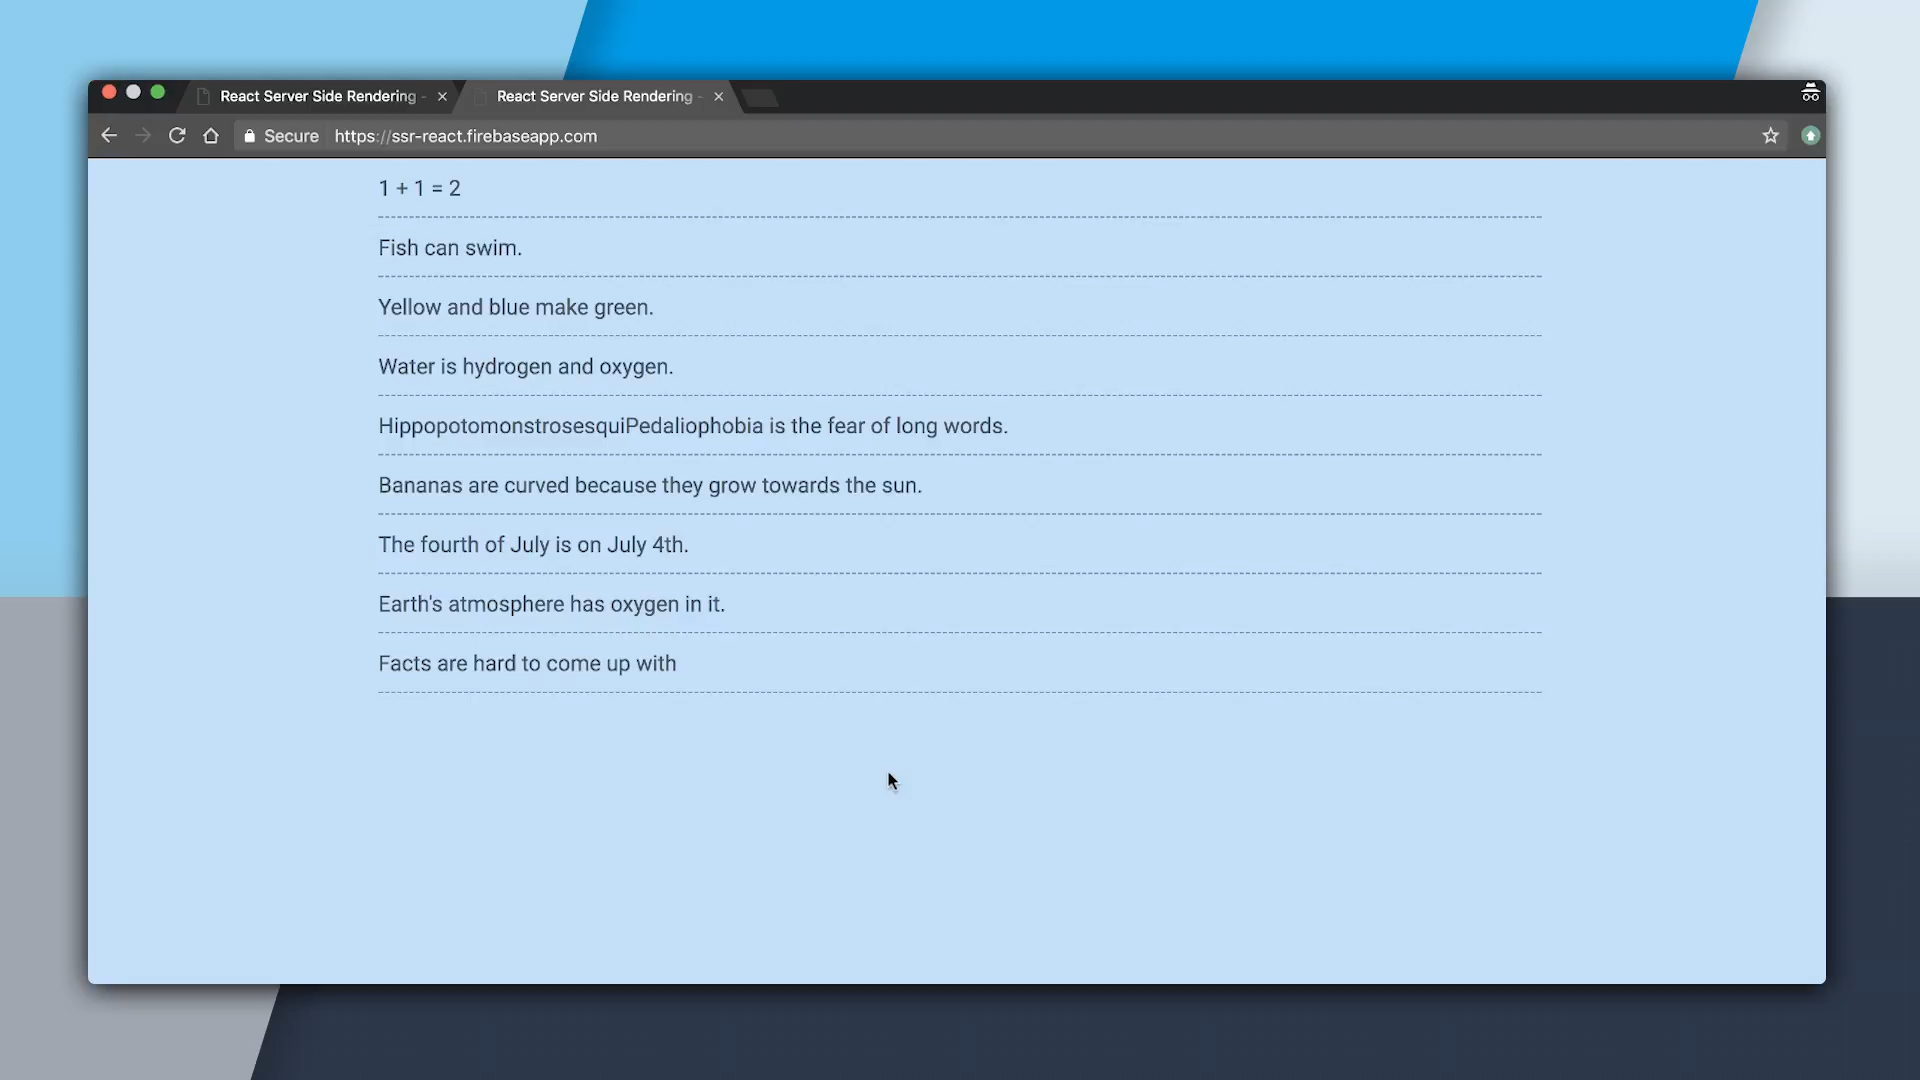 React Server Side Rendering -
React Server Side Rendering -
Secure https://ssr-react.firebaseapp.com
1 + 1 = 2
Fish can swim.
Yellow and blue make green.
Water is hydrogen and oxygen.
HippopotomonstrosesquiPedaliophobia is the fear of long words.
Bananas are curved because they grow towards the sun.
The fourth of July is on July 4th.
Earth's atmosphere has oxygen in it.
Facts are hard to come up with